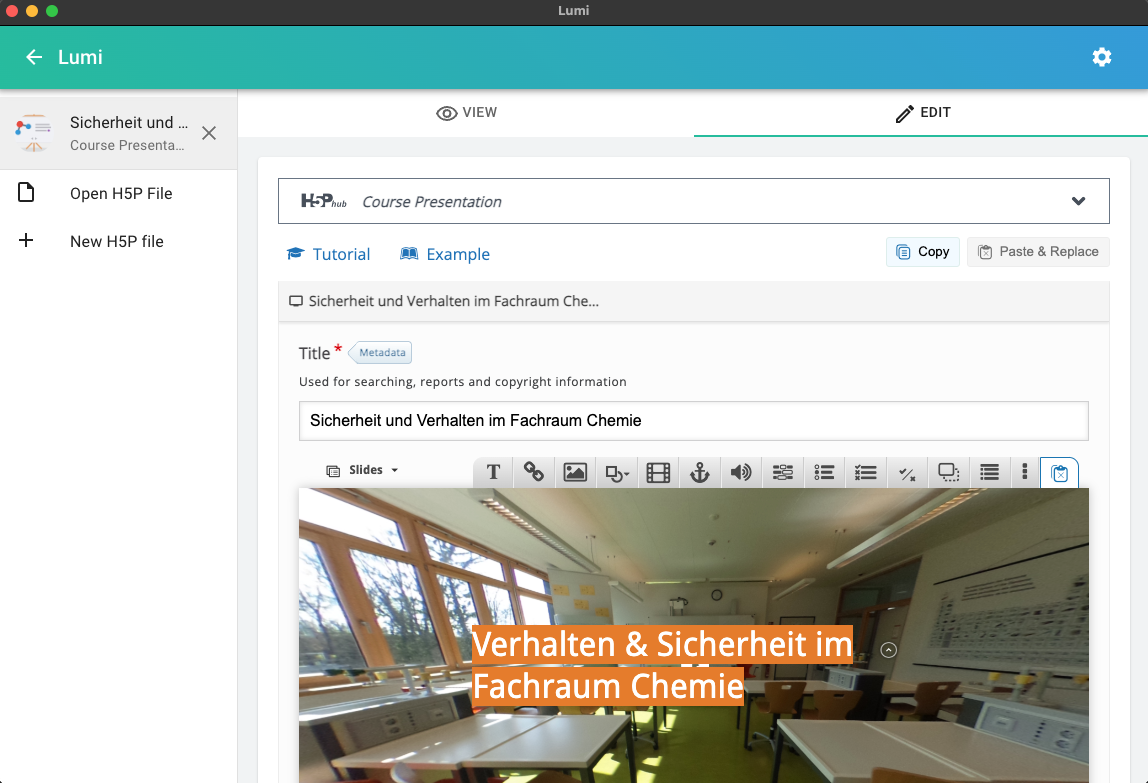 Lumi
Lumi
Sicherheit und ...
Course Presenta...
Open H5P File
New H5P file
VIEW
EDIT
H5Phub Course Presentation
Tutorial
Example
Copy
Paste & Replace
Sicherheit und Verhalten im Fachraum Che...
Title *
Metadata
Used for searching, reports and copyright information
Sicherheit und Verhalten im Fachraum Chemie
Slides
T
Verhalten & Sicherheit im
Fachraum Chemie